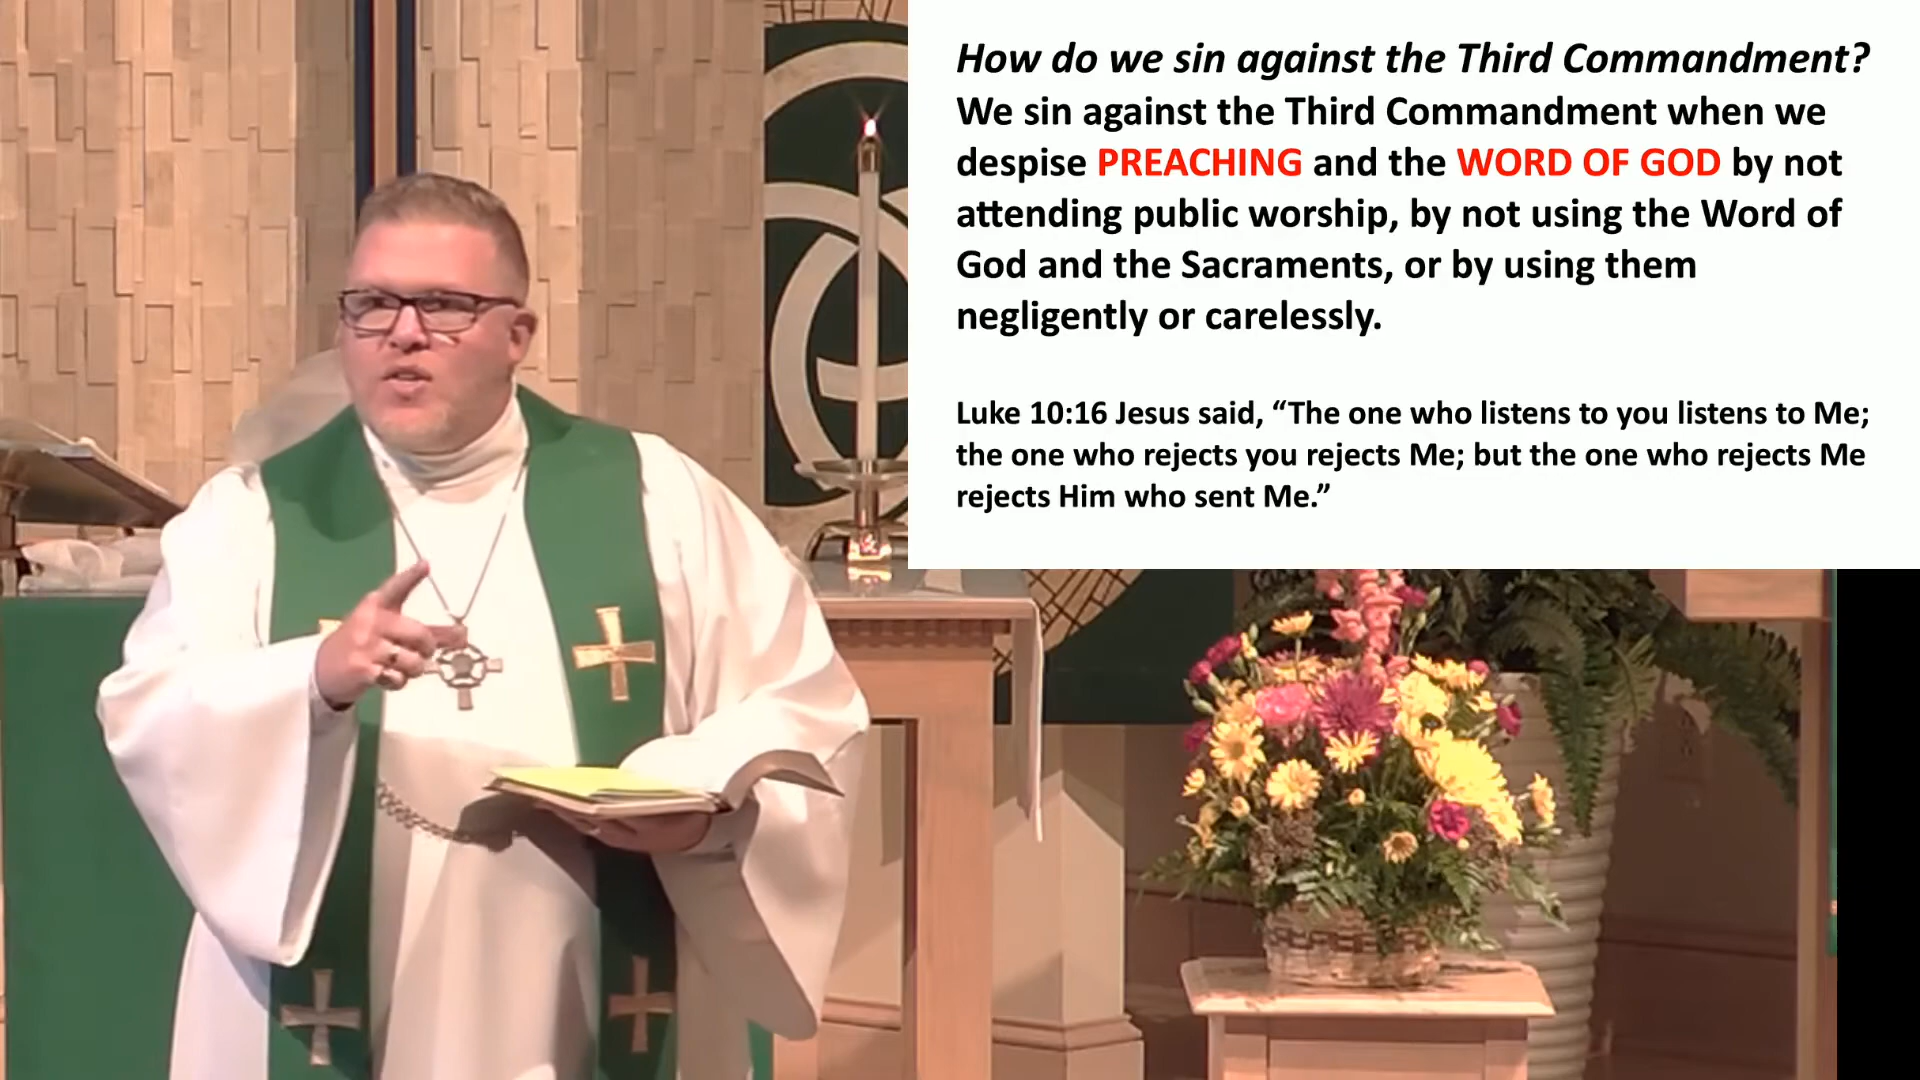 How do we sin against the Third Commandment?
We sin against the Third Commandment when we
despise PREACHING and the WORD OF GOD by not
attending public worship, by not using the Word of
God and the Sacraments, or by using them
negligently or carelessly.
Luke 10:16 Jesus said, “The one who listens to you listens to Me;
the one who rejects you rejects Me; but the one who rejects Me
rejects Him who sent Me.”